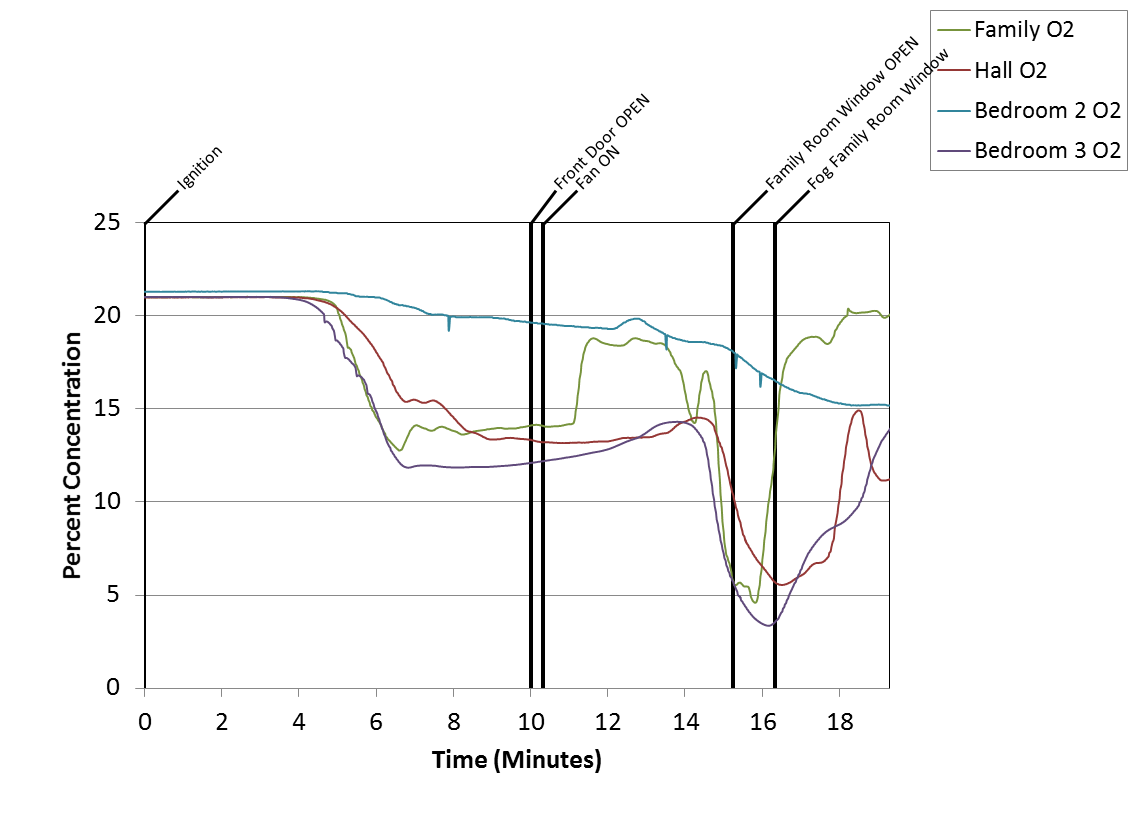 Family O2
Hall O2
Bedroom 2 O2
Bedroom 3 O2
Ignition
Front Door OPEN
Fan ON
Family Room Window OPEN
Fog Family Room Window
25
20
15
10
5
0
Percent Concentration
0 2 4 6 8 10 12 14 16 18
Time (Minutes)